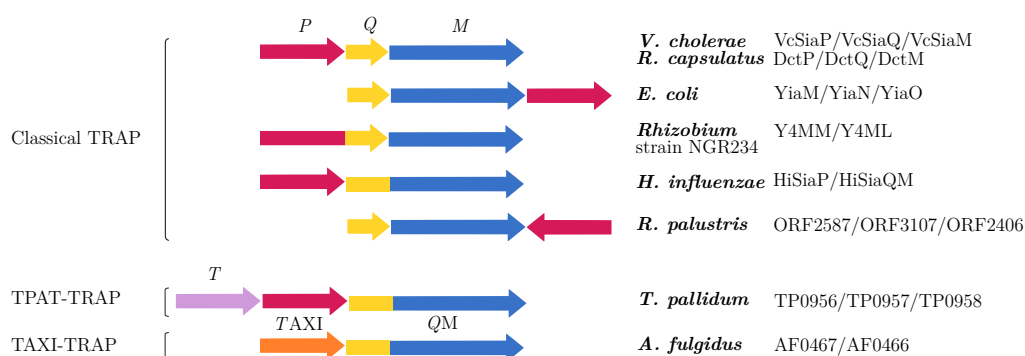 P Q M
V. cholerae VcSiaP/VcSiaQ/VcSiaM
R. capsulatus DctP/DctQ/DctM
E. coli YiaM/YiaN/YiaO
Classical TRAP
Rhizobium Y4MM/Y4ML
strain NGR234
H. influenzae HiSiaP/HiSiaQM
R. palustris ORF2587/ORF3107/ORF2406
T
TPAT-TRAP T. pallidum TP0956/TP0957/TP0958
TAXI QM
TAXI-TRAP A. fulgidus AF0467/AF0466